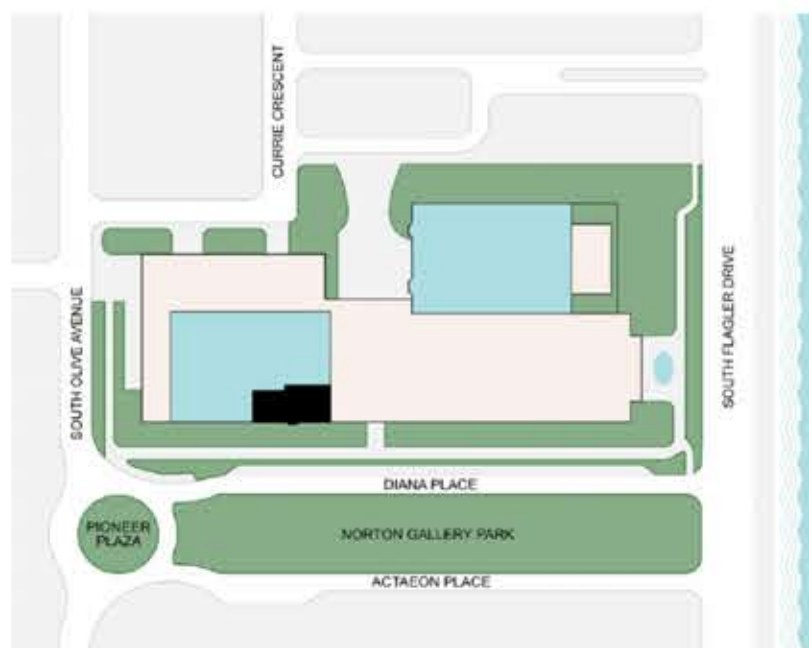 CURRIE CRESCENT
SOUTH OLIVE AVENUE
SOUTH FLAGLER DRIVE
DIANA PLACE
PIONEER
PLAZA
NORTON GALLERY PARK
ACTAEON PLACE